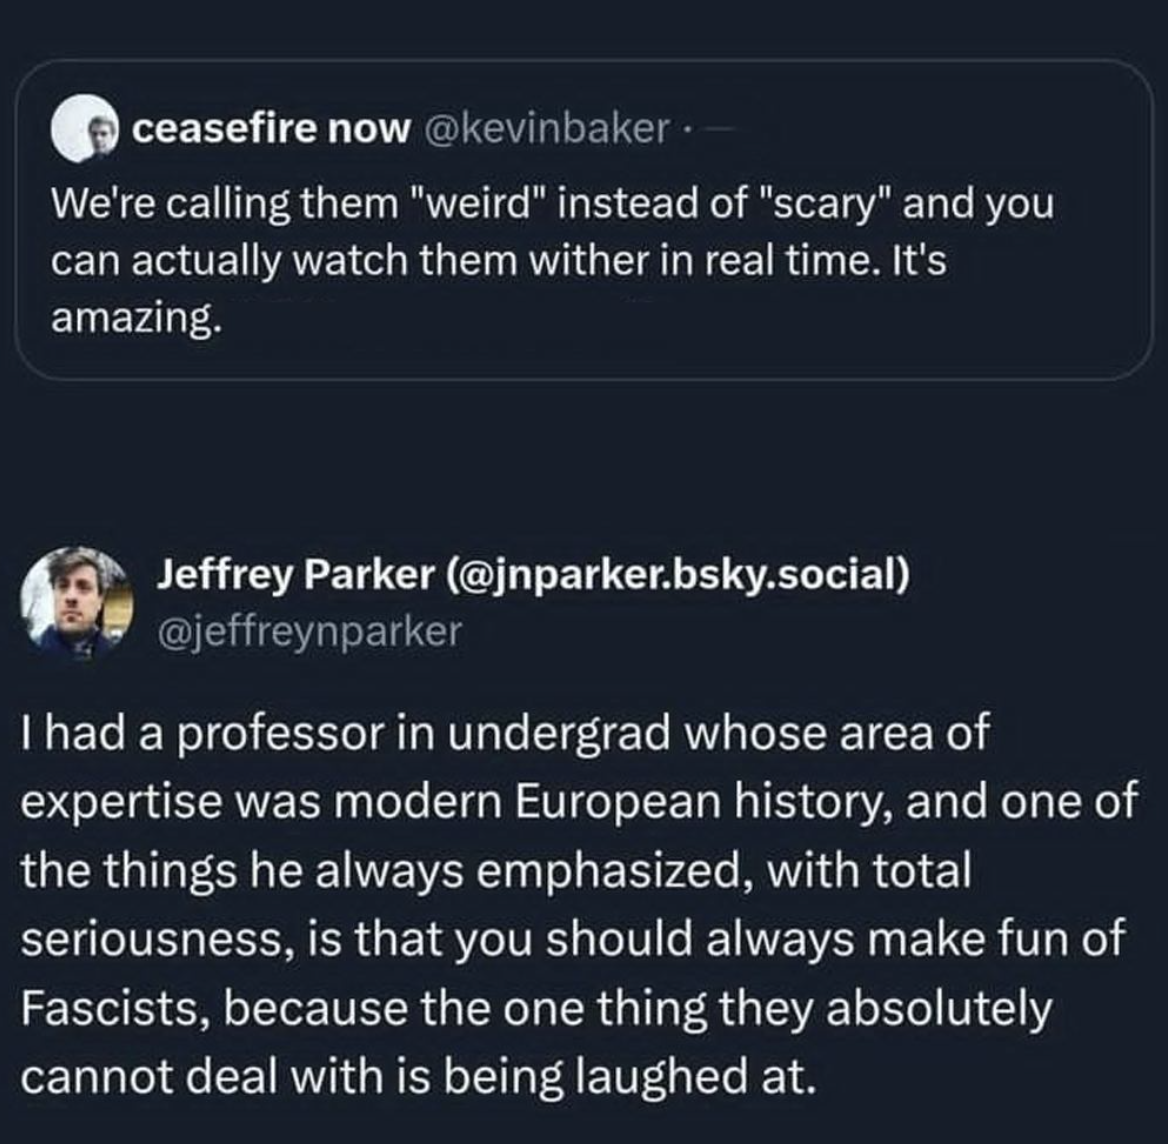 ceasefire now @kevinbaker ·
We're calling them "weird" instead of "scary" and you
can actually watch them wither in real time. It's
amazing.
Jeffrey Parker (@jnparker.bsky.social)
@jeffreynparker
I had a professor in undergrad whose area of
expertise was modern European history, and one of
the things he always emphasized, with total
seriousness, is that you should always make fun of
Fascists, because the one thing they absolutely
cannot deal with is being laughed at.